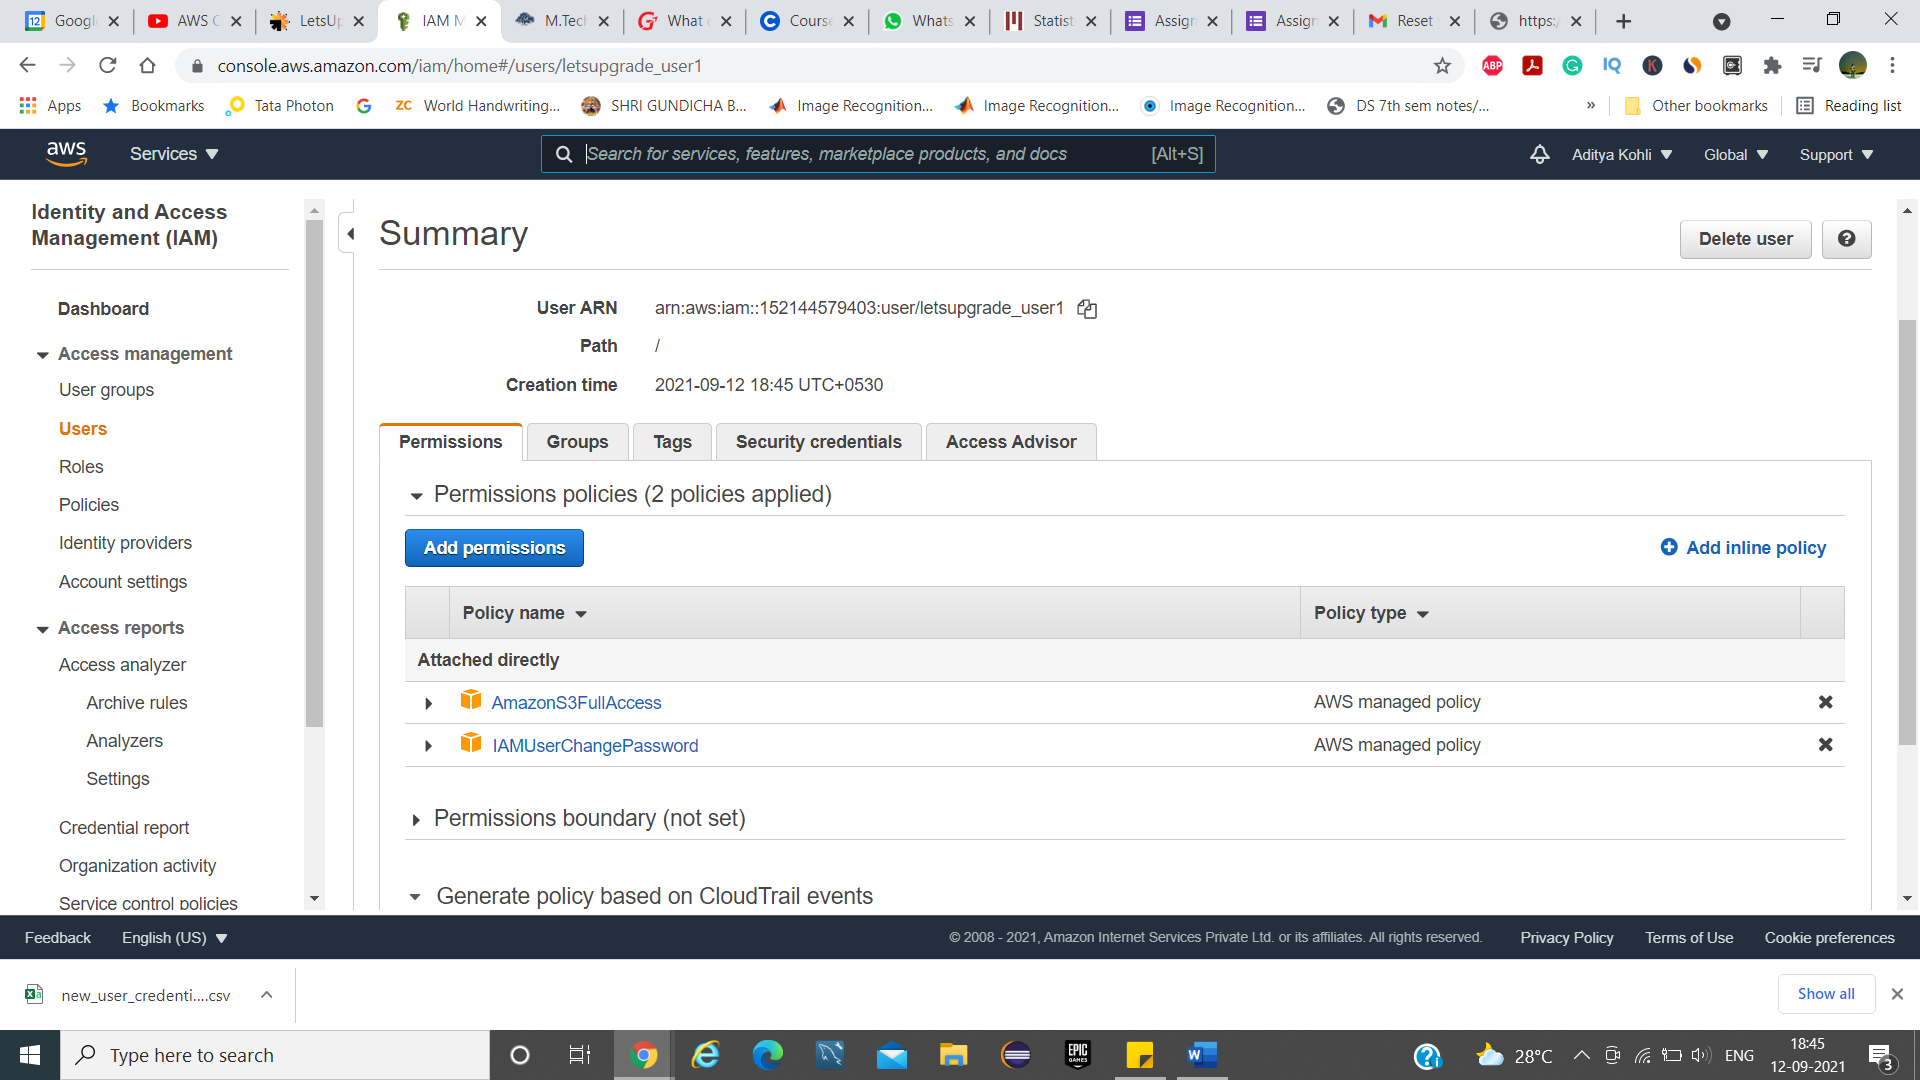 Google
AWS C
LetsUp
IAM M
M.Tech
What
Course
Whats
Statist
Assign
Assign
Reset
https:/
console.aws.amazon.com/iam/home#/users/letsupgrade_user1
ABP
Apps
Bookmarks
Tata Photon
ZC World Handwriting...
SHRI GUNDICHA B...
Image Recognition...
Image Recognition...
Image Recognition...
DS 7th sem notes/...
»
Other bookmarks
Reading list
aws
Services
Search for services, features, marketplace products, and docs
[Alt+S]
Aditya Kohli
Global
Support
Identity and Access
Management (IAM)
Dashboard
Access management
User groups
Users
Roles
Policies
Identity providers
Account settings
Access reports
Access analyzer
Archive rules
Analyzers
Settings
Credential report
Organization activity
Service control policies
Summary
Delete user
User ARN arn:aws:iam::152144579403:user/letsupgrade_user1
Path /
Creation time 2021-09-12 18:45 UTC+0530
Permissions
Groups
Tags
Security credentials
Access Advisor
Permissions policies (2 policies applied)
Add permissions
Add inline policy
Policy name
Policy type
Attached directly
AmazonS3FullAccess AWS managed policy
IAMUserChangePassword AWS managed policy
Permissions boundary (not set)
Generate policy based on CloudTrail events
Feedback
English (US)
© 2008 - 2021, Amazon Internet Services Private Ltd. or its affiliates. All rights reserved.
Privacy Policy
Terms of Use
Cookie preferences
new_user_credenti....csv
Show all
Type here to search
EPIC
GAMES
28°C
ENG
18:45
12-09-2021
3